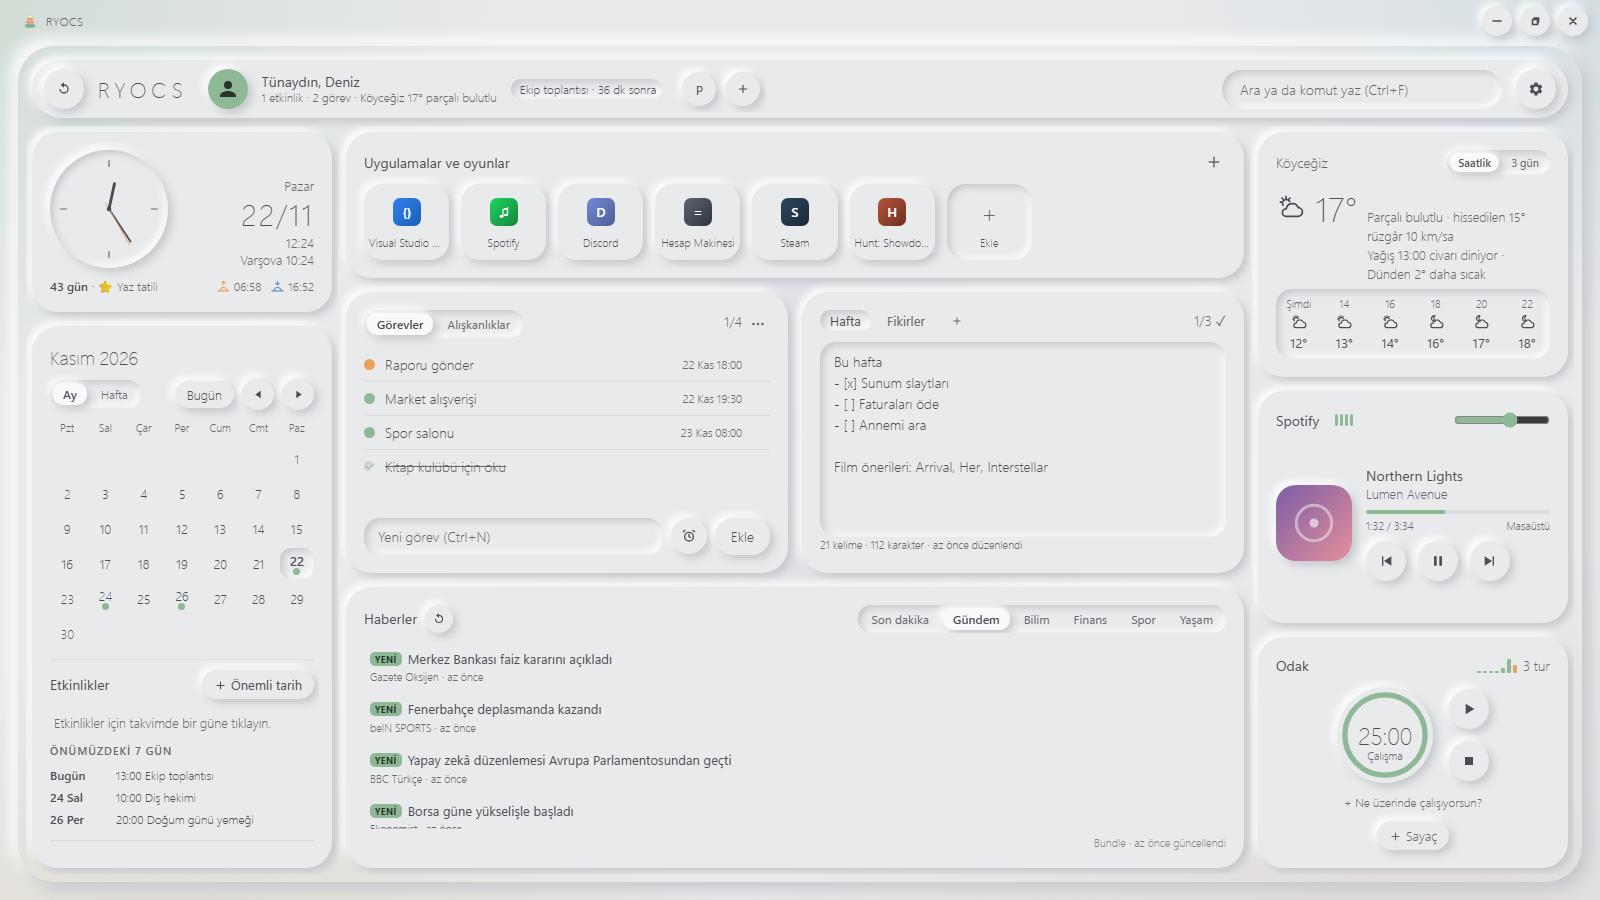 RYOCS
RYOCS
Tünaydın, Deniz
1 etkinlik · 2 görev · Köyceğiz 17° parçalı bulutlu
Ekip toplantısı · 36 dk sonra
P
+
Ara ya da komut yaz (Ctrl+F)
Pazar
22/11
12:24
Varşova 10:24
43 gün · Yaz tatili
06:58
16:52
Kasım 2026
Ay
Hafta
Bugün
Pzt Sal Çar Per Cum Cmt Paz
1
2 3 4 5 6 7 8
9 10 11 12 13 14 15
16 17 18 19 20 21 22
23 24 25 26 27 28 29
30
Etkinlikler
+ Önemli tarih
Etkinlikler için takvimde bir güne tıklayın.
ÖNÜMÜZDEKİ 7 GÜN
Bugün 13:00 Ekip toplantısı
24 Sal 10:00 Diş hekimi
26 Per 20:00 Doğum günü yemeği
Uygulamalar ve oyunlar
+
{} Visual Studio ...
Spotify
D Discord
= Hesap Makinesi
S Steam
H Hunt: Showdo...
+ Ekle
Görevler
Alışkanlıklar
1/4 ...
Raporu gönder 22 Kas 18:00
Market alışverişi 22 Kas 19:30
Spor salonu 23 Kas 08:00
Kitap kulübü için oku
Yeni görev (Ctrl+N)
Ekle
Hafta
Fikirler
+
1/3 ✓
Bu hafta
- [x] Sunum slaytları
- [ ] Faturaları öde
- [ ] Annemi ara
Film önerileri: Arrival, Her, Interstellar
21 kelime · 112 karakter · az önce düzenlendi
Haberler
Son dakika
Gündem
Bilim
Finans
Spor
Yaşam
YENİ Merkez Bankası faiz kararını açıkladı
Gazete Oksijen · az önce
YENİ Fenerbahçe deplasmanda kazandı
beIN SPORTS · az önce
YENİ Yapay zekâ düzenlemesi Avrupa Parlamentosundan geçti
BBC Türkçe · az önce
YENİ Borsa güne yükselişle başladı
Ekonomist · az önce
Bundle · az önce güncellendi
Köyceğiz
Saatlik
3 gün
17°
Parçalı bulutlu · hissedilen 15°
rüzgâr 10 km/sa
Yağış 13:00 civarı diniyor ·
Dünden 2° daha sıcak
Şimdi 14 16 18 20 22
12° 13° 14° 16° 17° 18°
Spotify
Northern Lights
Lumen Avenue
1:32 / 3:34
Masaüstü
Odak
3 tur
25:00
Çalışma
+ Ne üzerinde çalışıyorsun?
+ Sayaç